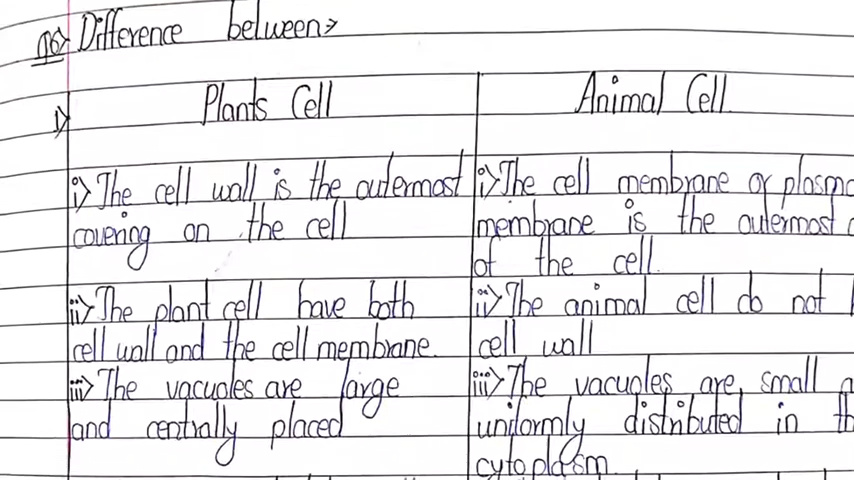 Q6> Difference between→
1> Plants Cell
Animal Cell
i> The cell wall is the outermost
covering on the cell
i> The cell membrane or plasma
membrane is the outermost
of the cell.
ii> The plant cell have both
cell wall and the cell membrane.
ii> The animal cell do not
cell wall
iii> The vacuoles are large
and centrally placed
iii> The vacuoles are small
uniformly distributed in
cytoplasm.